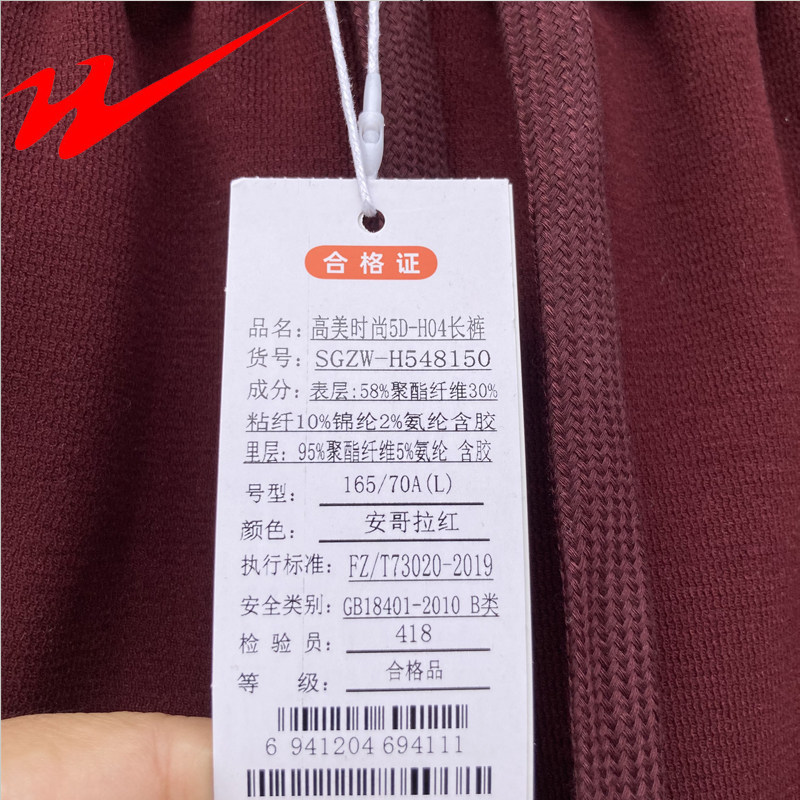 合格证
品名：高美时尚5D-H04长裤
货号：SGZW-H548150
成分：表层:58%聚酯纤维30%
粘纤10%锦纶2%氨纶含胶
里层：95%聚酯纤维5%氨纶 含胶
号型：165/70A(L)
颜色：安哥拉红
执行标准：FZ/T73020-2019
安全类别：GB18401-2010 B类
检验员：418
等级：合格品
6 941204 694111